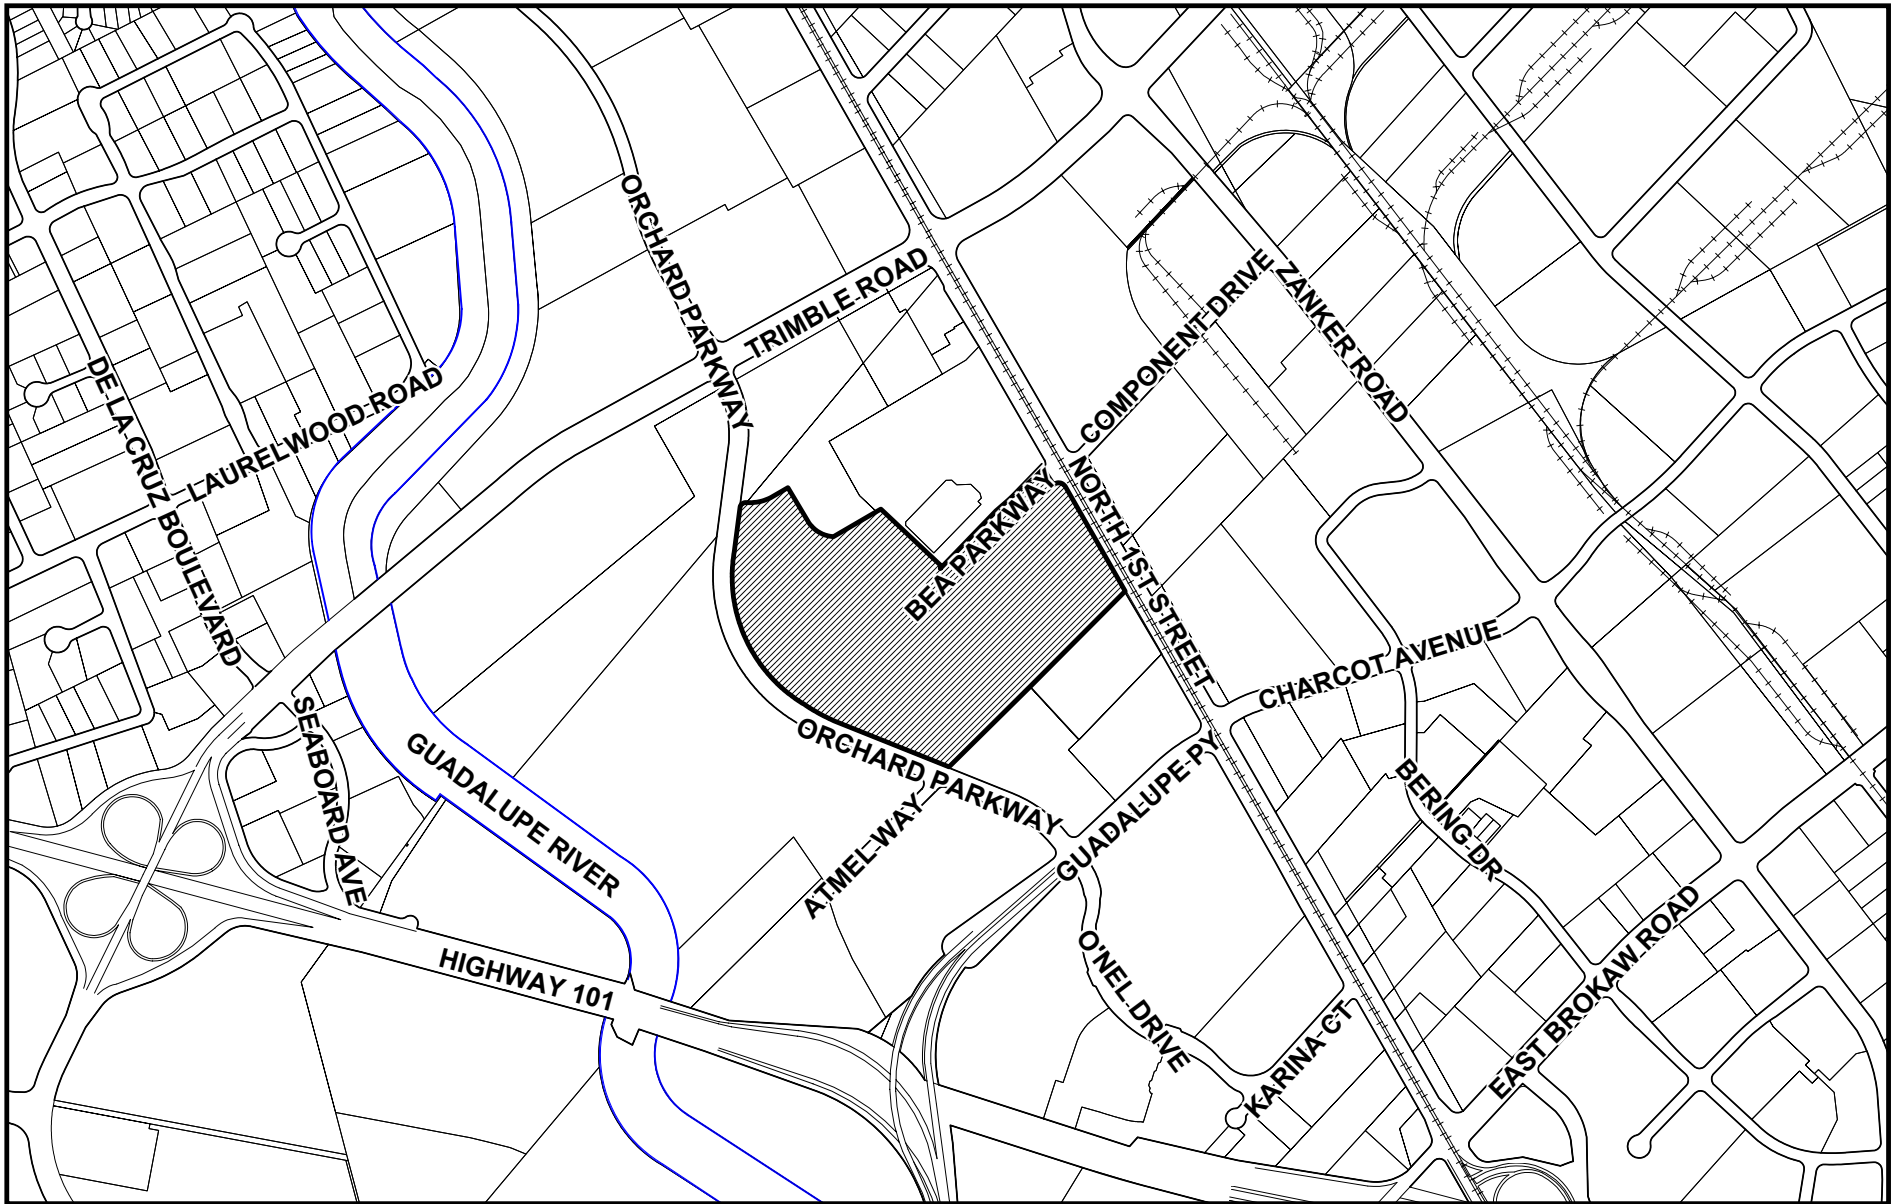 ORCHARD PARKWAY
TRIMBLE ROAD
COMPONENT DRIVE
ZANKER ROAD
DE LA CRUZ BOULEVARD
LAURELWOOD ROAD
BEA PARKWAY
NORTH 1ST STREET
CHARCOT AVENUE
SEABOARD AVE
GUADALUPE RIVER
ORCHARD PARKWAY
GUADALUPE PY
ATMEL WAY
BERING DR
HIGHWAY 101
O'NEL DRIVE
KARINA CT
EAST BROKAW ROAD